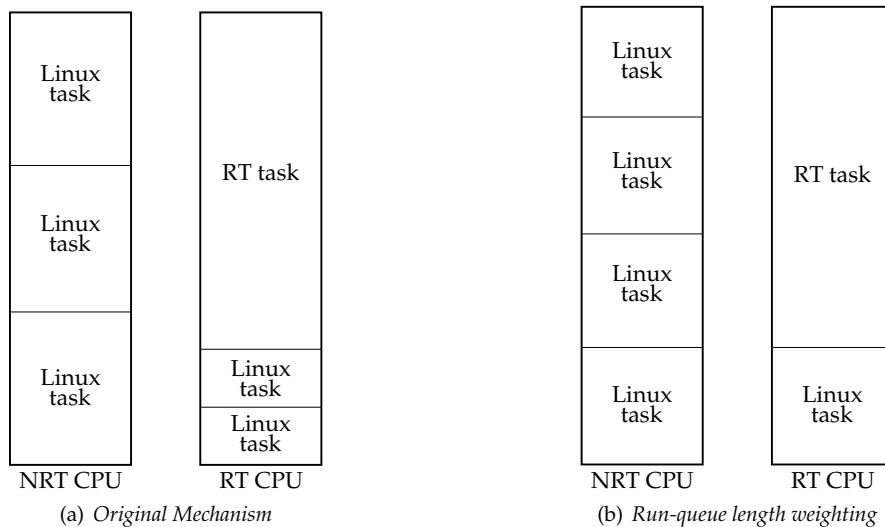 Linux
task
Linux
task
Linux
task
NRT CPU
RT task
Linux
task
Linux
task
RT CPU
(a) Original Mechanism
Linux
task
Linux
task
Linux
task
Linux
task
NRT CPU
RT task
Linux
task
RT CPU
(b) Run-queue length weighting